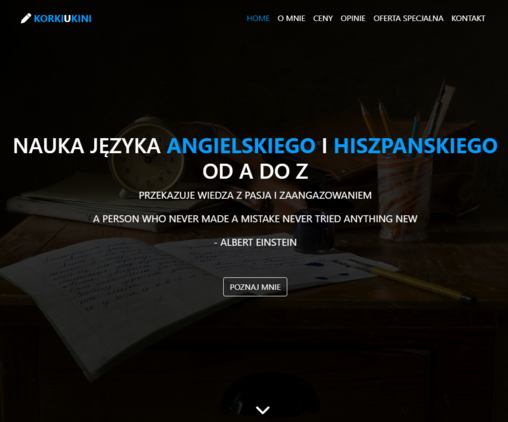 KORKIUKINI
HOME O MNIE CENY OPINIE OFERTA SPECJALNA KONTAKT
NAUKA JĘZYKA ANGIELSKIEGO I HISZPANSKIEGO
OD A DO Z
PRZEKAZUJE WIEDZA Z PASJA I ZAANGAZOWANIEM
A PERSON WHO NEVER MADE A MISTAKE NEVER TRIED ANYTHING NEW
- ALBERT EINSTEIN
POZNAJ MNIE